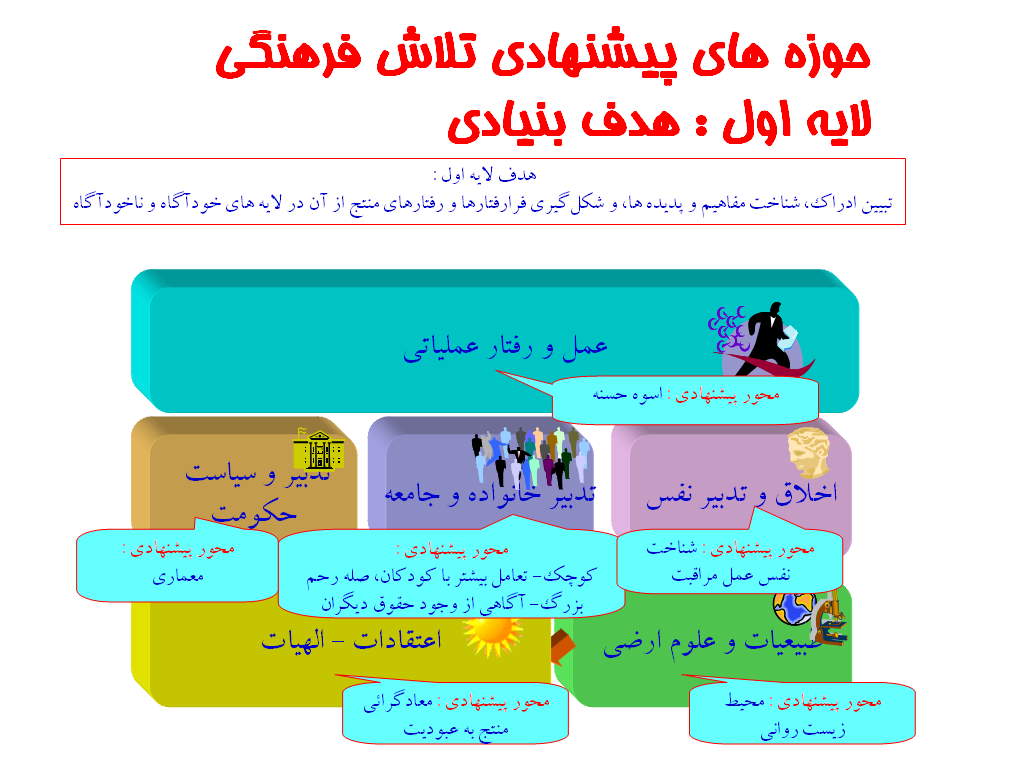 حوزه های پیشنهادی تلاش فرهنگی
لایه اول : هدف بنیادی
هدف لایه اول :
تبیین ادراک، شناخت مفاهیم و پدیده ها، و شکل‌گیری قرارفتارها و رفتارهای منتج از آن در لایه های خودآگاه و ناخودآگاه
عمل و رفتار عملیاتی
محور پیشنهادی : اسوه حسنه
اخلاق و تدبیر نفس
تدبیر خانواده و جامعه
تدبیر و سیاست
حکومت
محور پیشنهادی : شناخت
نفس عمل مراقبت
محور پیشنهادی :
کوچک- تعامل بیشتر با کودکان، صله رحم
بزرگ- آگاهی از وجود حقوق دیگران
محور پیشنهادی :
معماری
طبیعیات و علوم ارضی
اعتقادات – الهیات
محور پیشنهادی : محیط
زیست روانی
محور پیشنهادی : معادگرائی
منتج به عبودیت